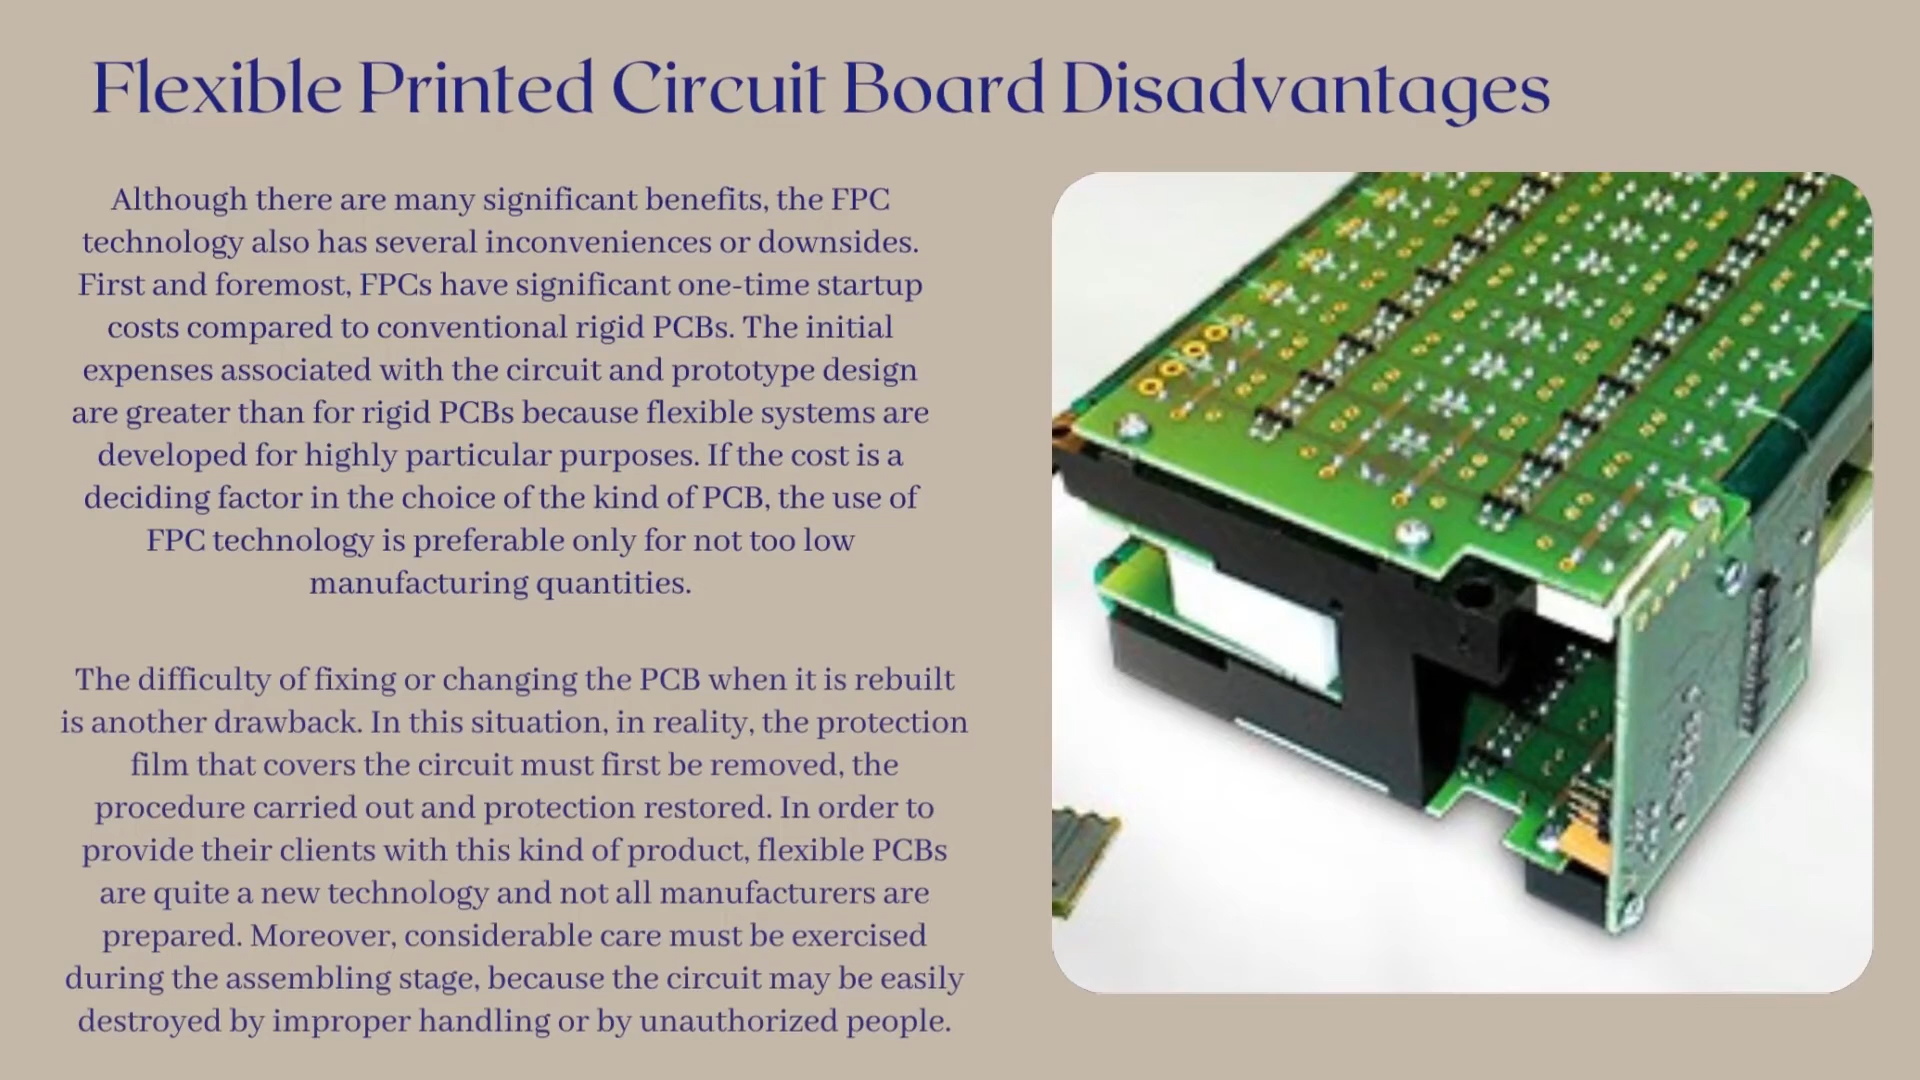 Flexible Printed Circuit Board Disadvantages
Although there are many significant benefits, the FPC
technology also has several inconveniences or downsides.
First and foremost, FPCs have significant one-time startup
costs compared to conventional rigid PCBs. The initial
expenses associated with the circuit and prototype design
are greater than for rigid PCBs because flexible systems are
developed for highly particular purposes. If the cost is a
deciding factor in the choice of the kind of PCB, the use of
FPC technology is preferable only for not too low
manufacturing quantities.
The difficulty of fixing or changing the PCB when it is rebuilt
is another drawback. In this situation, in reality, the protection
film that covers the circuit must first be removed, the
procedure carried out and protection restored. In order to
provide their clients with this kind of product, flexible PCBs
are quite a new technology and not all manufacturers are
prepared. Moreover, considerable care must be exercised
during the assembling stage, because the circuit may be easily
destroyed by improper handling or by unauthorized people.